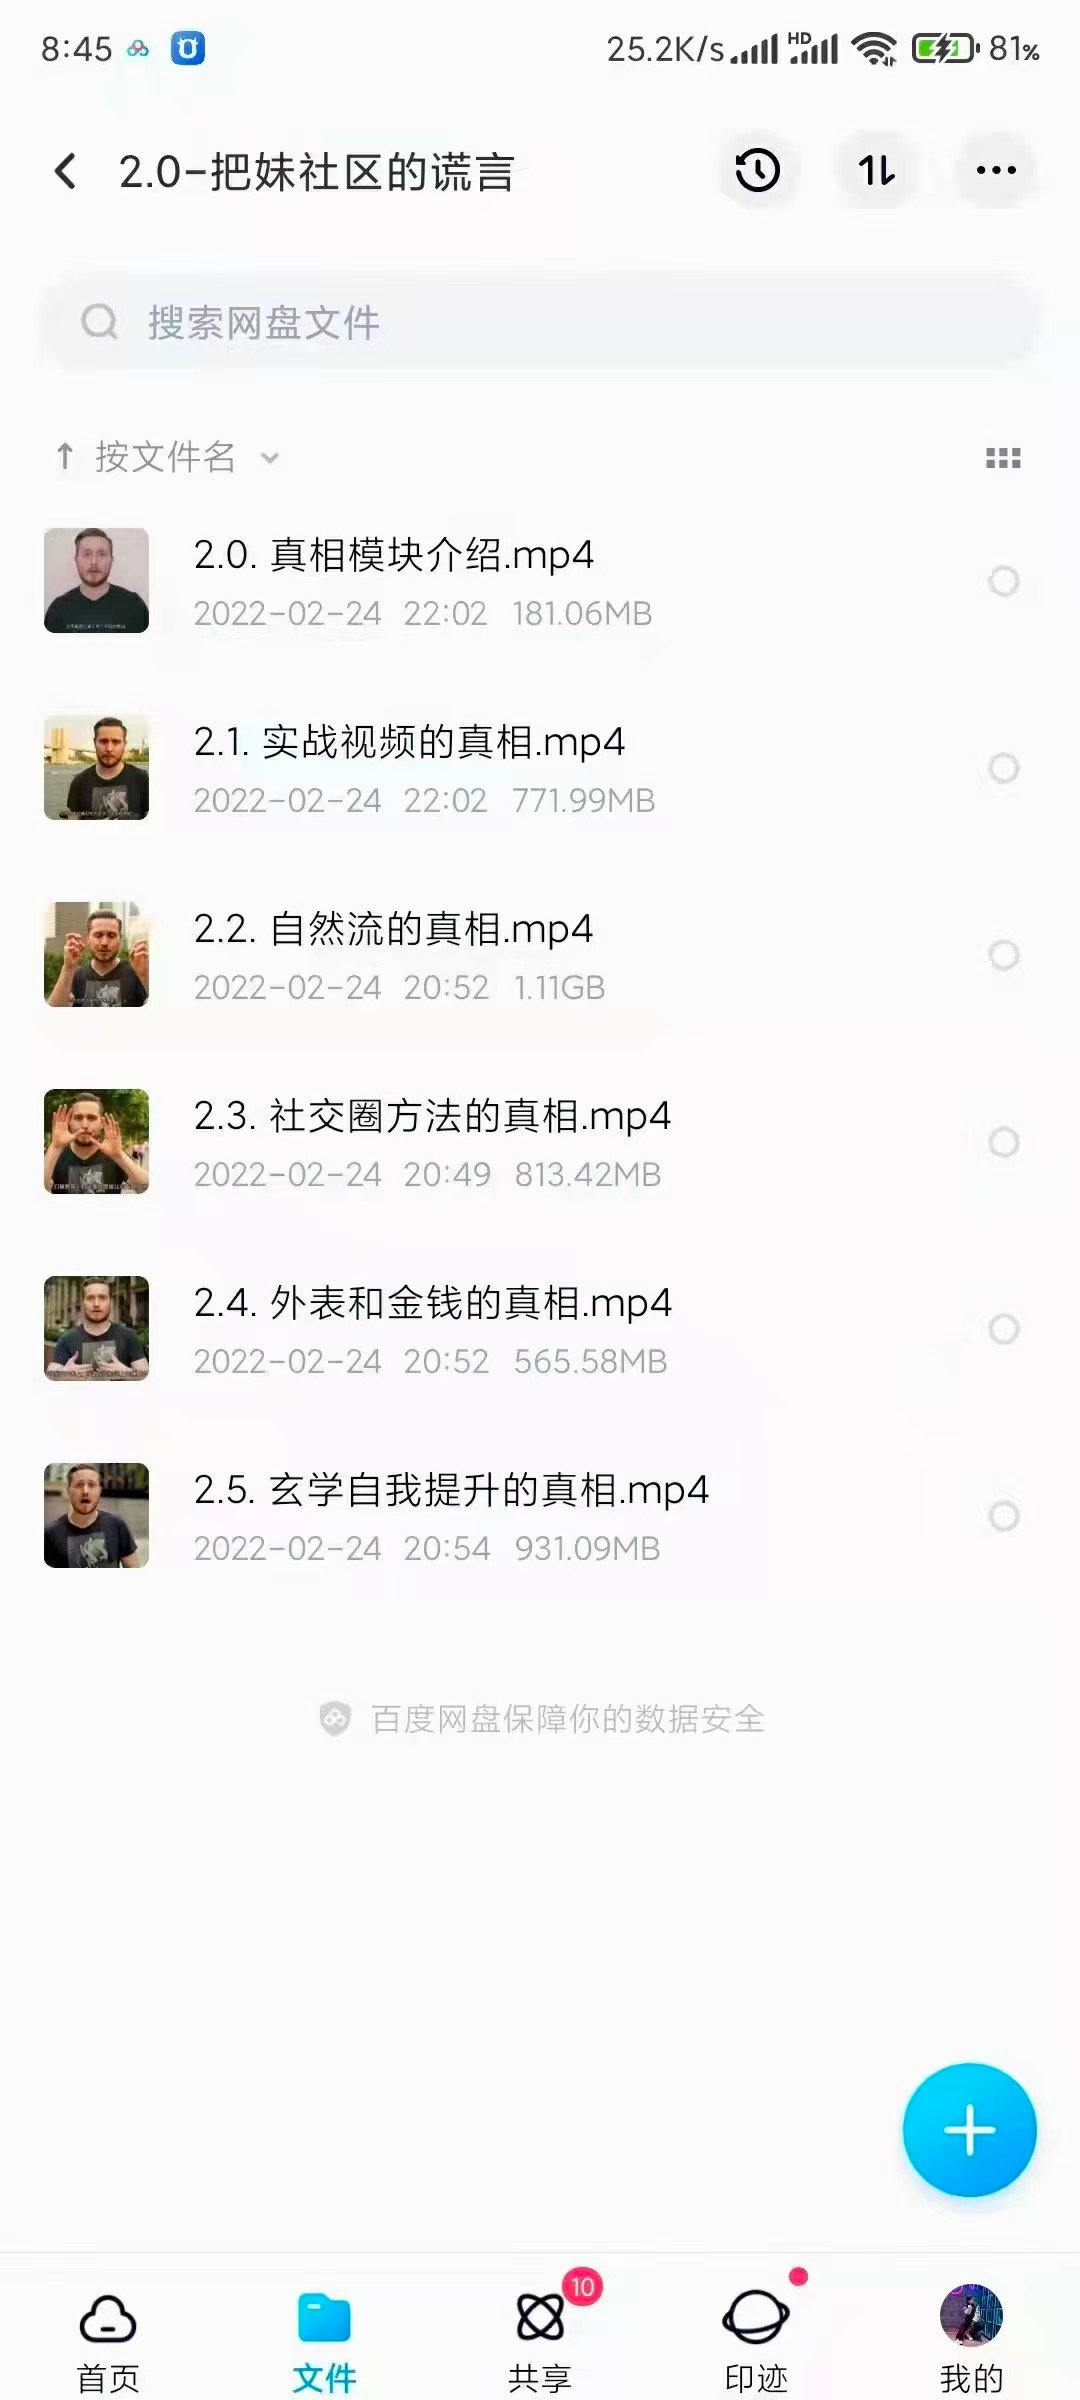 8:45
25.2K/s HD 81%
2.0-把妹社区的谎言
搜索网盘文件
按文件名
2.0. 真相模块介绍.mp4
2022-02-24 22:02 181.06MB
2.1. 实战视频的真相.mp4
2022-02-24 22:02 771.99MB
2.2. 自然流的真相.mp4
2022-02-24 20:52 1.11GB
2.3. 社交圈方法的真相.mp4
2022-02-24 20:49 813.42MB
2.4. 外表和金钱的真相.mp4
2022-02-24 20:52 565.58MB
2.5. 玄学自我提升的真相.mp4
2022-02-24 20:54 931.09MB
百度网盘保障你的数据安全
10
首页 文件 共享 印迹 我的